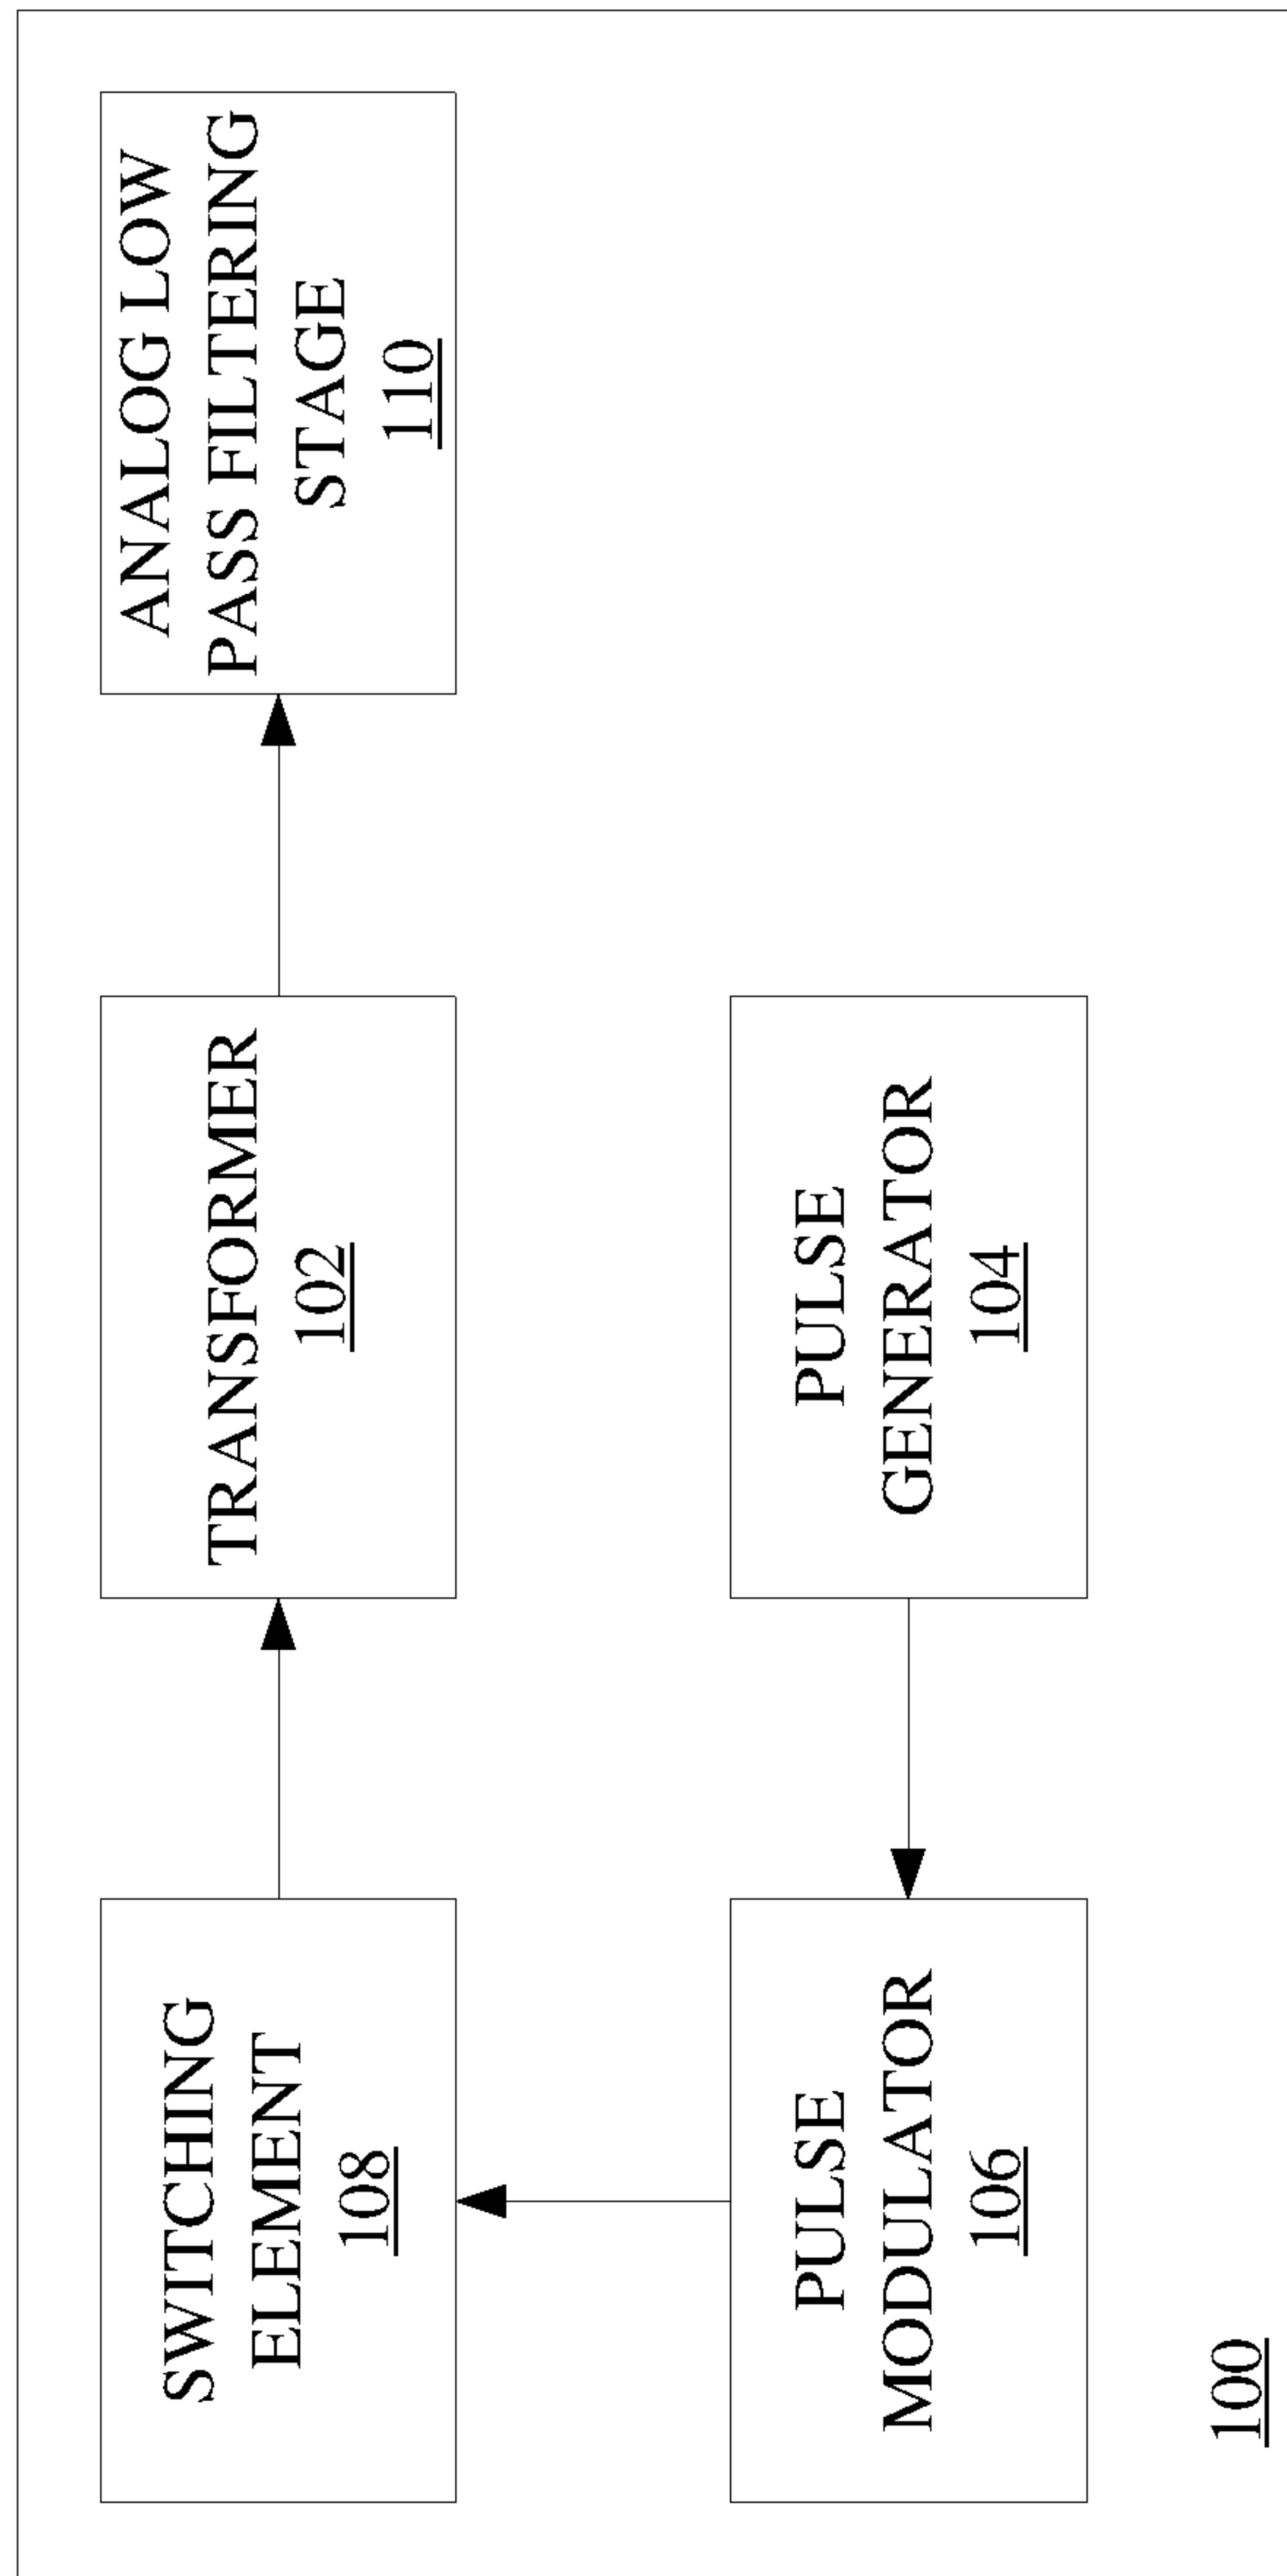 SWITCHING
ELEMENT
108
TRANSFORMER
102
ANALOG LOW
PASS FILTERING
STAGE
110
PULSE
MODULATOR
106
PULSE
GENERATOR
104
100